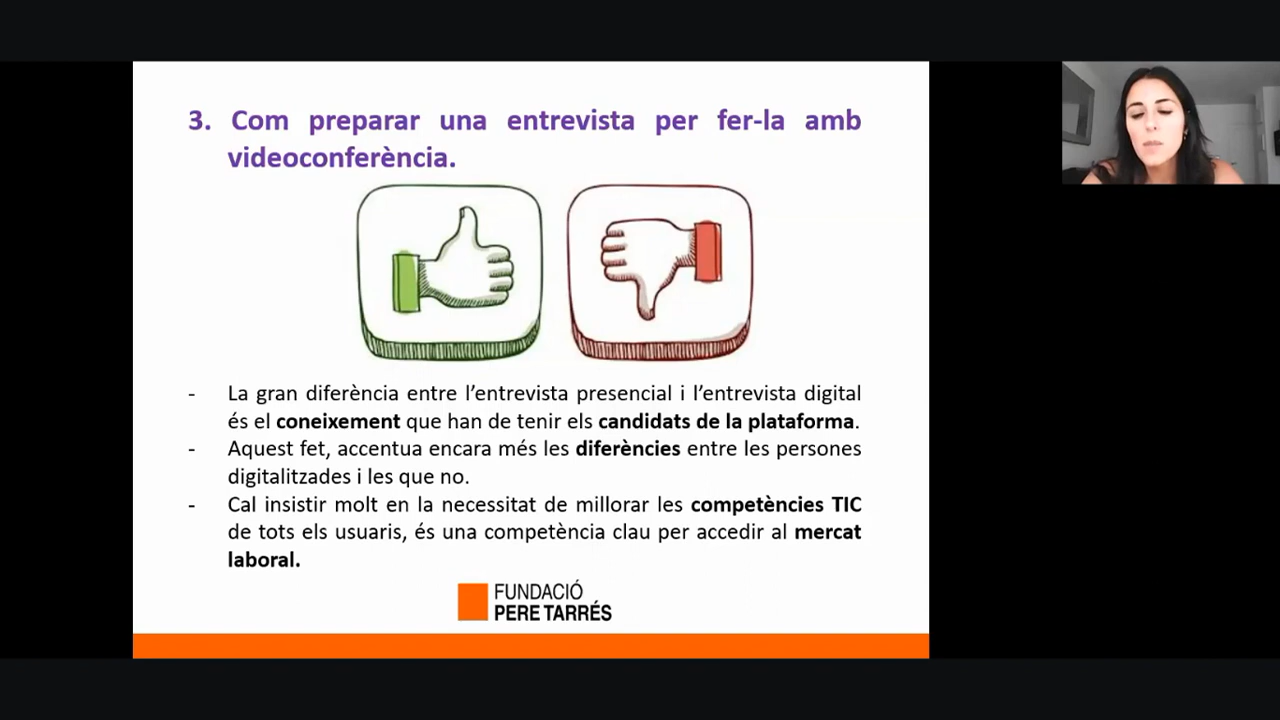 3. Com preparar una entrevista per fer-la amb
videoconferència.
- La gran diferència entre l’entrevista presencial i l’entrevista digital
és el coneixement que han de tenir els candidats de la plataforma.
- Aquest fet, accentua encara més les diferències entre les persones
digitalitzades i les que no.
- Cal insistir molt en la necessitat de millorar les competències TIC
de tots els usuaris, és una competència clau per accedir al mercat
laboral.
FUNDACIÓ
PERE TARRÉS